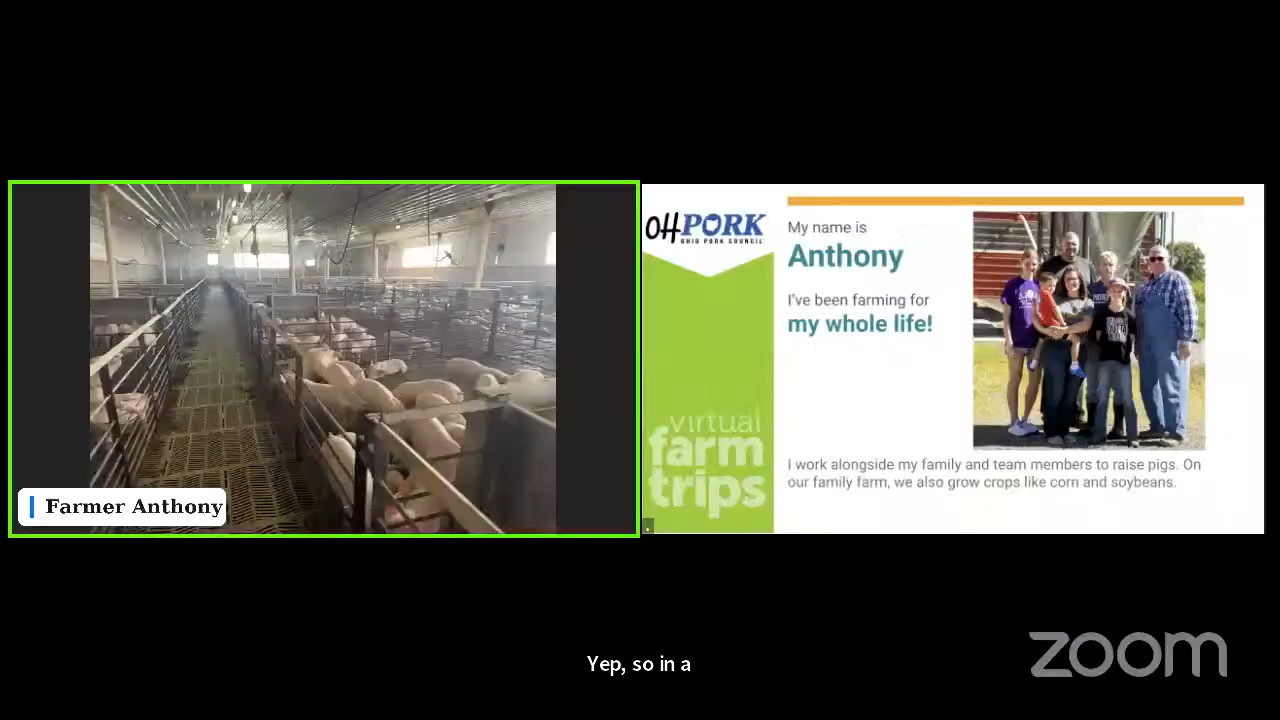 Farmer Anthony
OHPORK
OHIO PORK COUNCIL
virtual
farm
trips
My name is
Anthony
I've been farming for
my whole life!
I work alongside my family and team members to raise pigs. On
our family farm, we also grow crops like corn and soybeans.
Yep, so in a
zoom